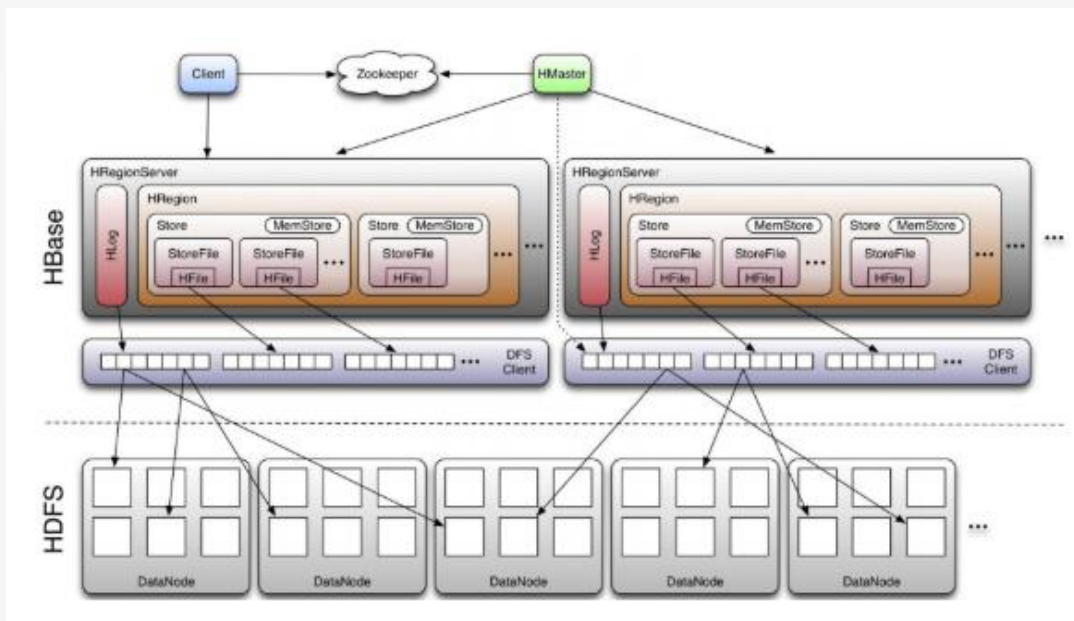 Client
Zookeeper
HMaster
HBase
HRegionServer
HLog
HRegion
Store
MemStore
StoreFile
HFile
StoreFile
HFile
...
Store
MemStore
StoreFile
HFile
...
...
HRegionServer
HLog
HRegion
Store
MemStore
StoreFile
HFile
StoreFile
HFile
...
Store
MemStore
StoreFile
HFile
...
...
...
...
DFS
Client
...
DFS
Client
HDFS
DataNode
DataNode
DataNode
DataNode
DataNode
...